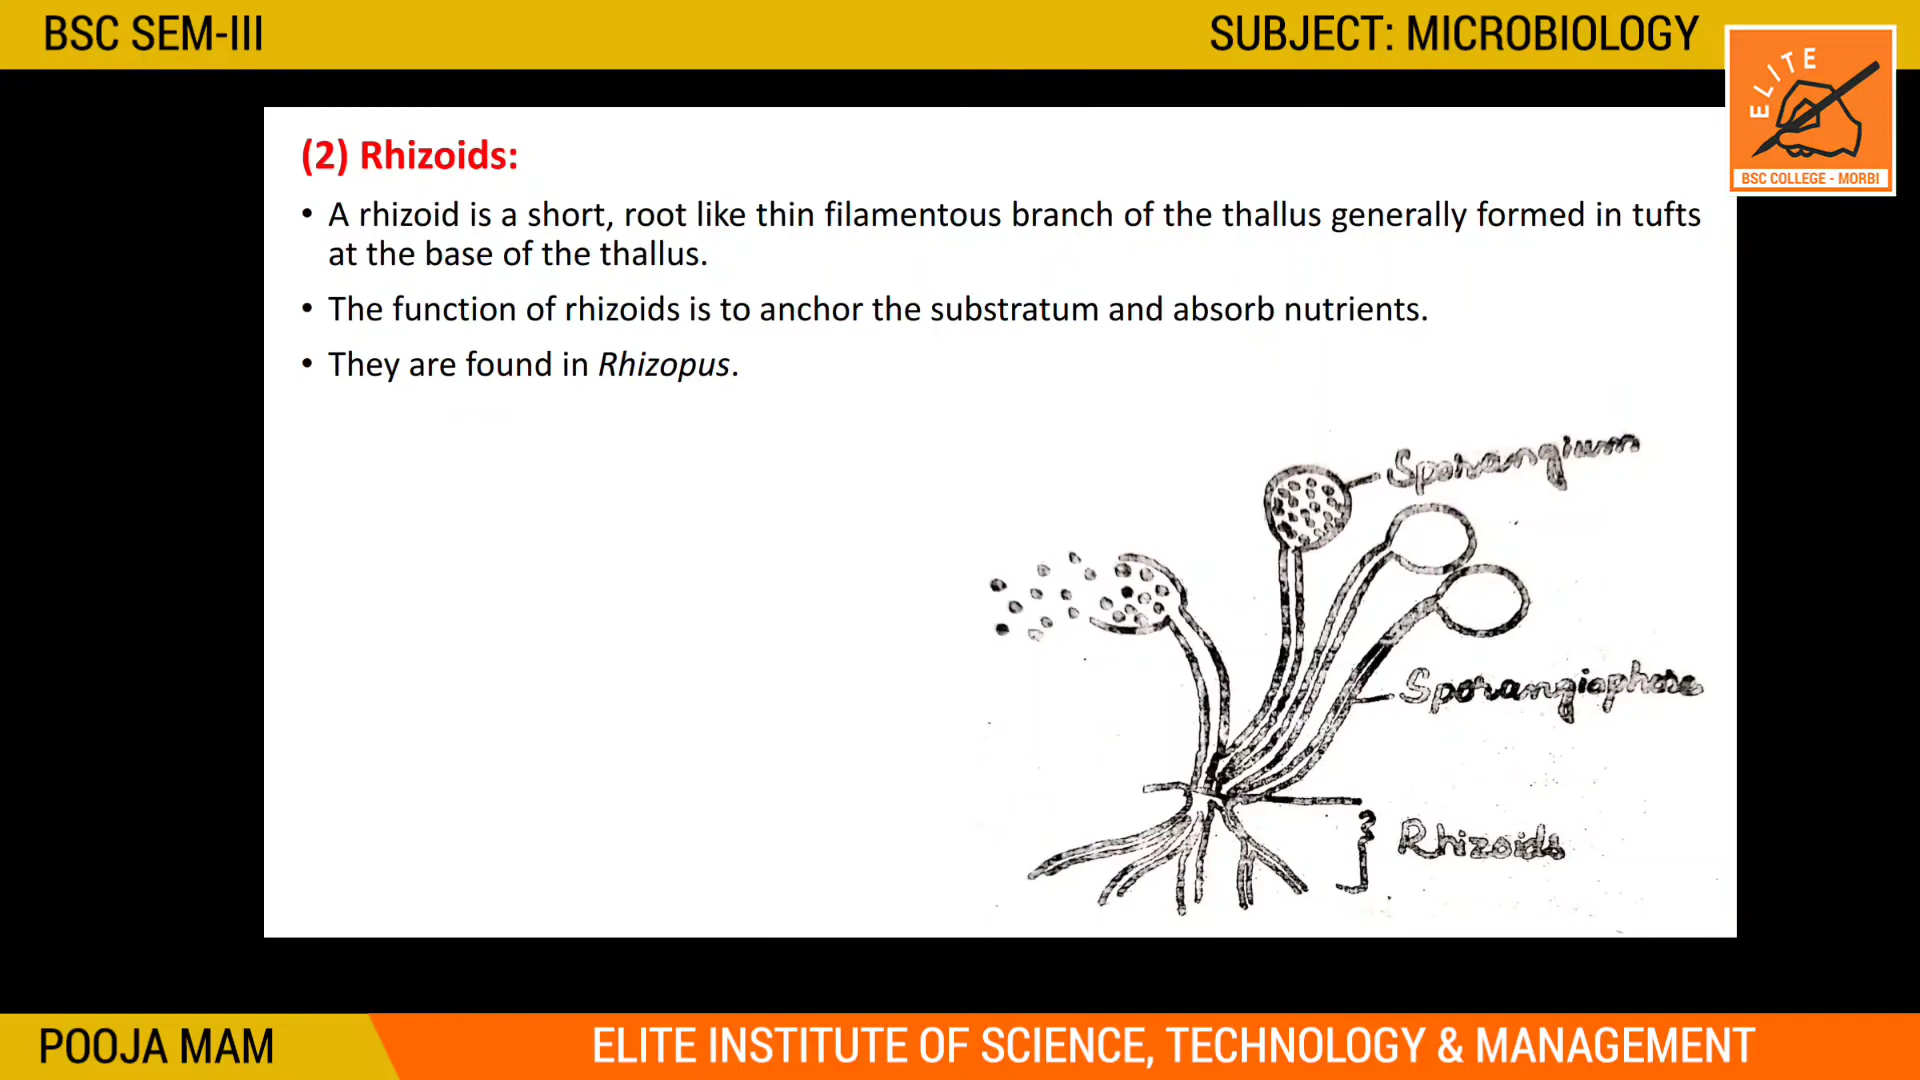 BSC SEM-III
SUBJECT: MICROBIOLOGY
ELITE
BSC COLLEGE - MORBI
(2) Rhizoids:
• A rhizoid is a short, root like thin filamentous branch of the thallus generally formed in tufts
at the base of the thallus.
• The function of rhizoids is to anchor the substratum and absorb nutrients.
• They are found in Rhizopus.
Sporangium
Sporangiophore
Rhizoids
POOJA MAM
ELITE INSTITUTE OF SCIENCE, TECHNOLOGY & MANAGEMENT